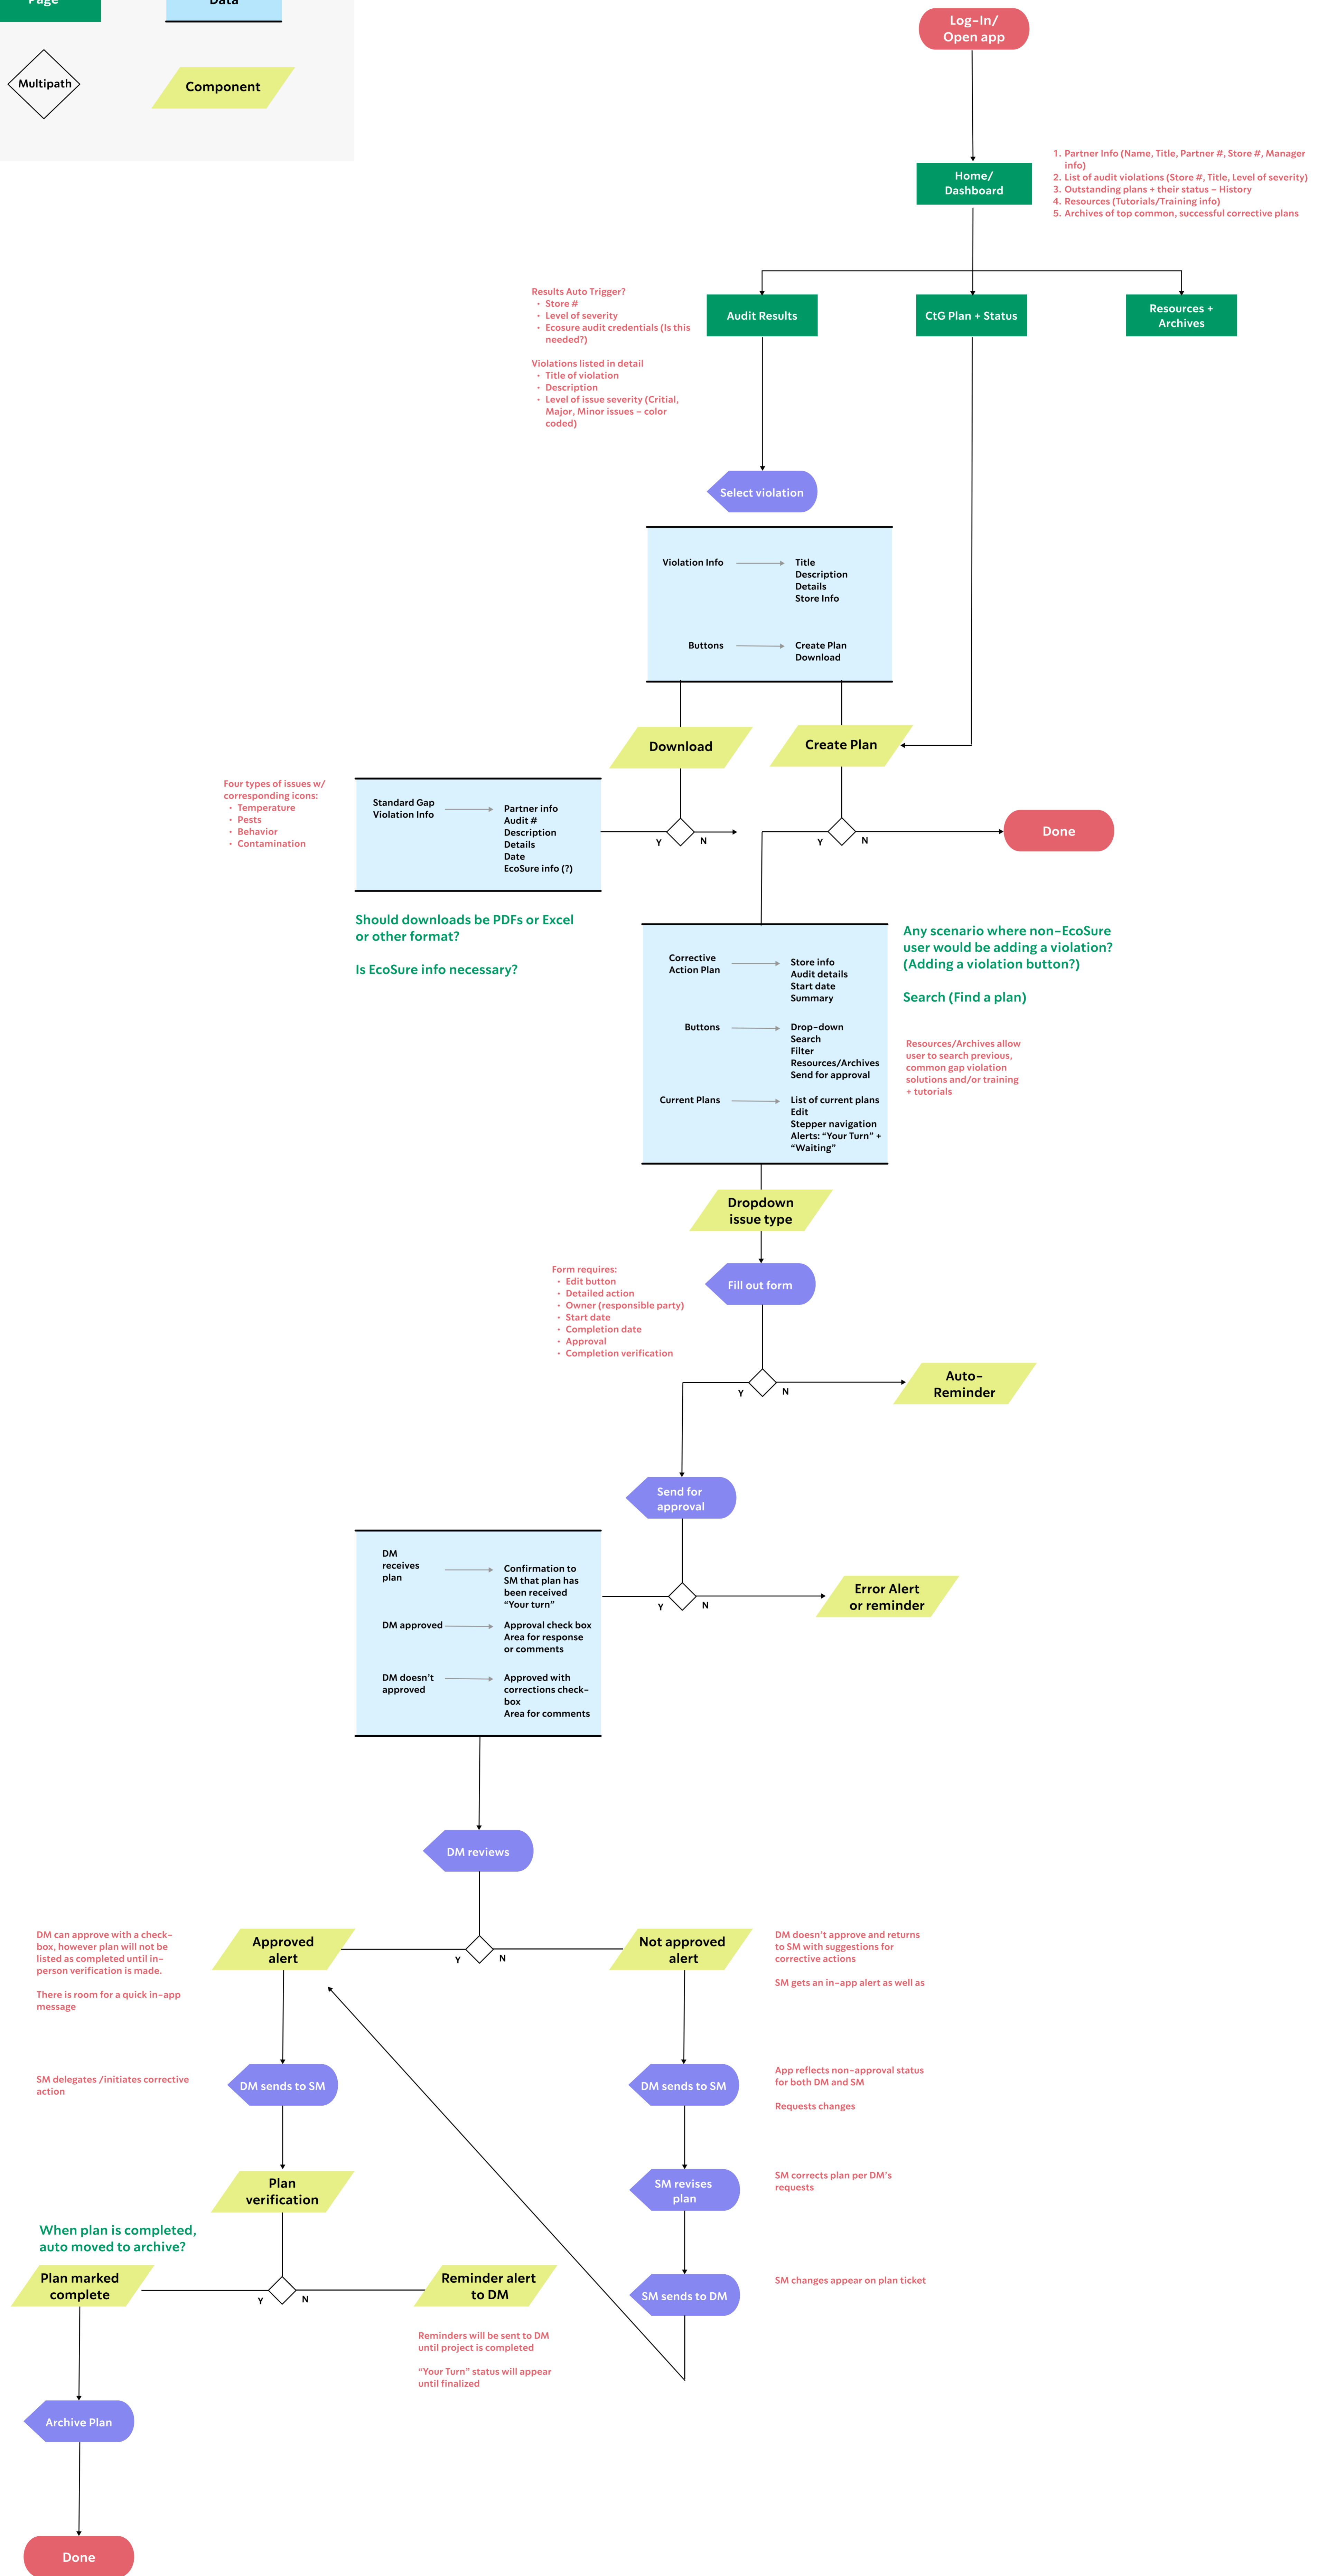 Page
Data
Multipath
Component
Log-In/
Open app
Home/
Dashboard
1. Partner Info (Name, Title, Partner #, Store #, Manager
info)
2. List of audit violations (Store #, Title, Level of severity)
3. Outstanding plans + their status – History
4. Resources (Tutorials/Training info)
5. Archives of top common, successful corrective plans
Results Auto Trigger?
• Store #
• Level of severity
• Ecosure audit credentials (Is this
needed?)
Violations listed in detail
• Title of violation
• Description
• Level of issue severity (Critial,
Major, Minor issues – color
coded)
Audit Results
CtG Plan + Status
Resources +
Archives
Select violation
Violation Info
Title
Description
Details
Store Info
Buttons
Create Plan
Download
Download
Create Plan
Four types of issues w/
corresponding icons:
• Temperature
• Pests
• Behavior
• Contamination
Standard Gap
Violation Info
Partner info
Audit #
Description
Details
Date
EcoSure info (?)
Y
N
Y
N
Done
Should downloads be PDFs or Excel
or other format?
Is EcoSure info necessary?
Corrective
Action Plan
Store info
Audit details
Start date
Summary
Buttons
Drop-down
Search
Filter
Resources/Archives
Send for approval
Current Plans
List of current plans
Edit
Stepper navigation
Alerts: “Your Turn” +
“Waiting”
Any scenario where non-EcoSure
user would be adding a violation?
(Adding a violation button?)
Search (Find a plan)
Resources/Archives allow
user to search previous,
common gap violation
solutions and/or training
+ tutorials
Dropdown
issue type
Form requires:
• Edit button
• Detailed action
• Owner (responsible party)
• Start date
• Completion date
• Approval
• Completion verification
Fill out form
Y
N
Auto-
Reminder
Send for
approval
DM
receives
plan
Confirmation to
SM that plan has
been received
“Your turn”
DM approved
Approval check box
Area for response
or comments
DM doesn’t
approved
Approved with
corrections check-
box
Area for comments
Y
N
Error Alert
or reminder
DM reviews
DM can approve with a check-
box, however plan will not be
listed as completed until in-
person verification is made.
There is room for a quick in-app
message
Approved
alert
Y
N
Not approved
alert
DM doesn’t approve and returns
to SM with suggestions for
corrective actions
SM gets an in-app alert as well as
SM delegates /initiates corrective
action
DM sends to SM
DM sends to SM
App reflects non-approval status
for both DM and SM
Requests changes
Plan
verification
SM revises
plan
SM corrects plan per DM’s
requests
When plan is completed,
auto moved to archive?
Plan marked
complete
Y
N
Reminder alert
to DM
SM sends to DM
SM changes appear on plan ticket
Reminders will be sent to DM
until project is completed
“Your Turn” status will appear
until finalized
Archive Plan
Done